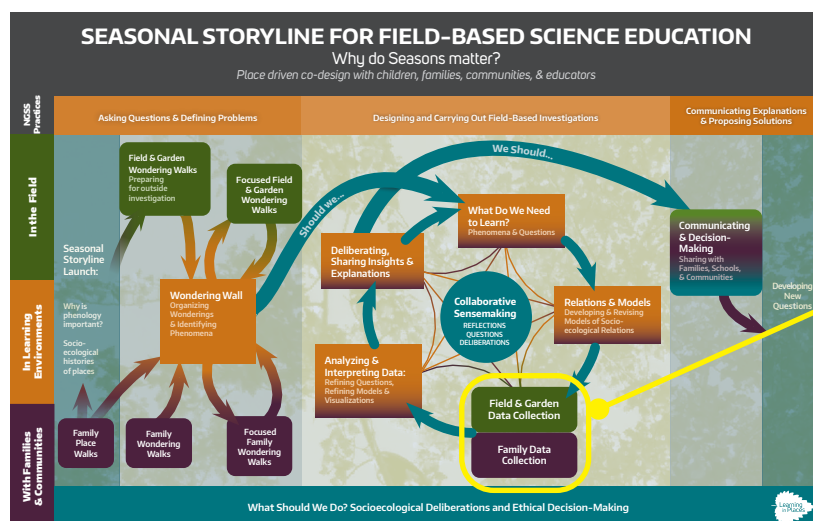 SEASONAL STORYLINE FOR FIELD-BASED SCIENCE EDUCATION
Why do Seasons matter?
Place driven co-design with children, families, communities, & educators
NGSS
Practices
Asking Questions & Defining Problems
Designing and Carrying Out Field-Based Investigations
Communicating Explanations
& Proposing Solutions
In the Field
In Learning
Environments
With Families
& Communities
Seasonal
Storyline
Launch:
Why is
phenology
important?
Socio-
ecological
histories
of places
Field & Garden
Wondering Walks
Preparing
for outside
investigation
Focused Field
& Garden
Wondering
Walks
Wondering Wall
Organizing
Wonderings
& Identifying
Phenomena
Family
Place
Walks
Family
Wondering
Walks
Focused
Family
Wondering
Walks
Should we...
We Should...
What Do We Need
to Learn?
Phenomena & Questions
Deliberating,
Sharing Insights &
Explanations
Collaborative
Sensemaking
REFLECTIONS
QUESTIONS
DELIBERATIONS
Relations & Models
Developing & Revising
Models of Socio-
ecological Relations
Analyzing &
Interpreting Data:
Refining Questions,
Refining Models &
Visualizations
Field & Garden
Data Collection
Family Data
Collection
Communicating
& Decision-
Making
Sharing with
Families, Schools,
& Communities
Developing
New
Questions
What Should We Do? Socioecological Deliberations and Ethical Decision-Making
Learning
in Places